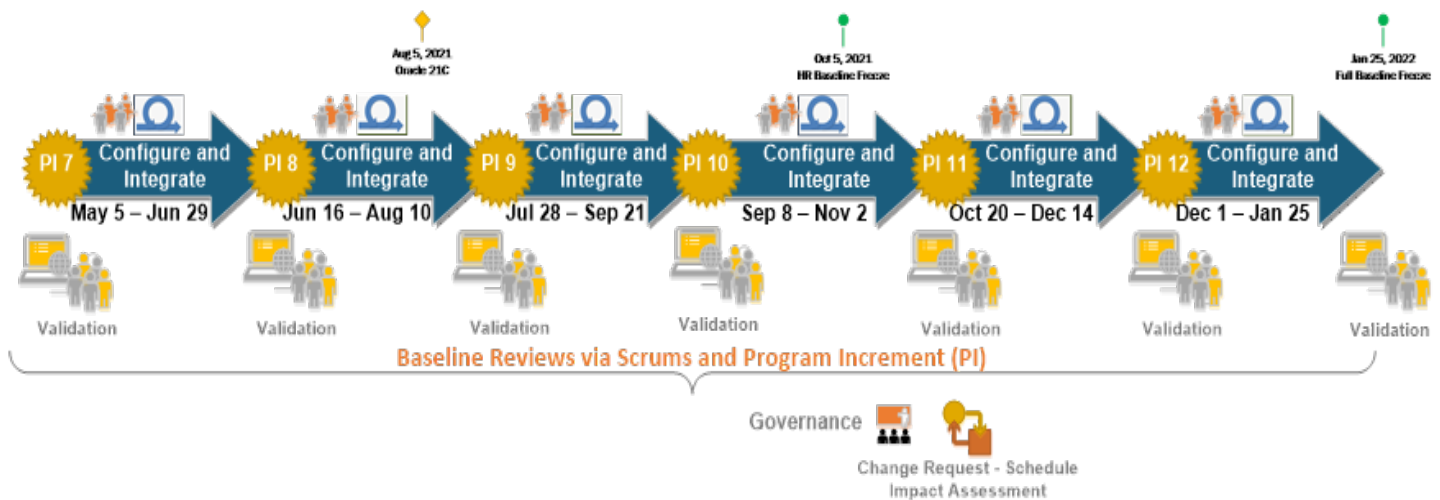 Aug 5, 2021
Oracle 21C
Oct 5, 2021
HR Baseline Freeze
Jan 25, 2022
Full Baseline Freeze
PI 7
Configure and
Integrate
May 5 – Jun 29
PI 8
Configure and
Integrate
Jun 16 – Aug 10
PI 9
Configure and
Integrate
Jul 28 – Sep 21
PI 10
Configure and
Integrate
Sep 8 – Nov 2
PI 11
Configure and
Integrate
Oct 20 – Dec 14
PI 12
Configure and
Integrate
Dec 1 – Jan 25
Validation
Validation
Validation
Validation
Validation
Validation
Validation
Baseline Reviews via Scrums and Program Increment (PI)
Governance
Change Request - Schedule
Impact Assessment